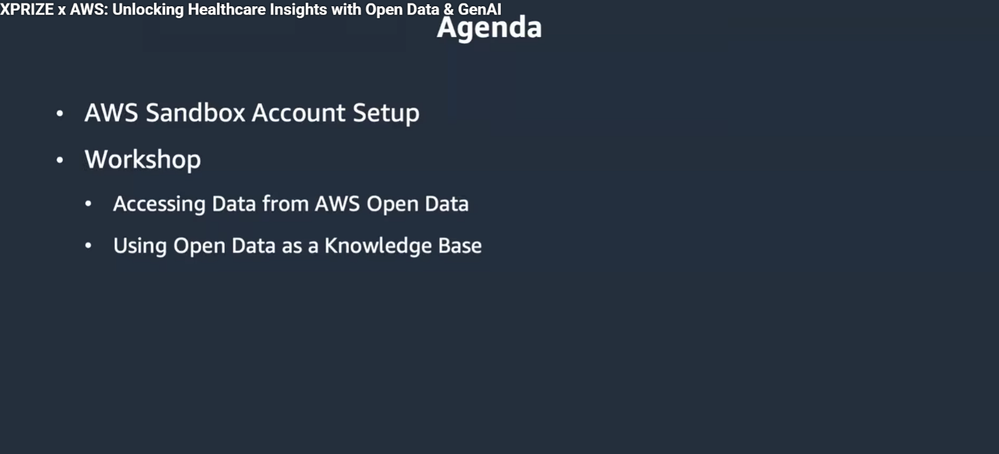 XPRIZE x AWS: Unlocking Healthcare Insights with Open Data & GenAI
Agenda
• AWS Sandbox Account Setup
• Workshop
• Accessing Data from AWS Open Data
• Using Open Data as a Knowledge Base